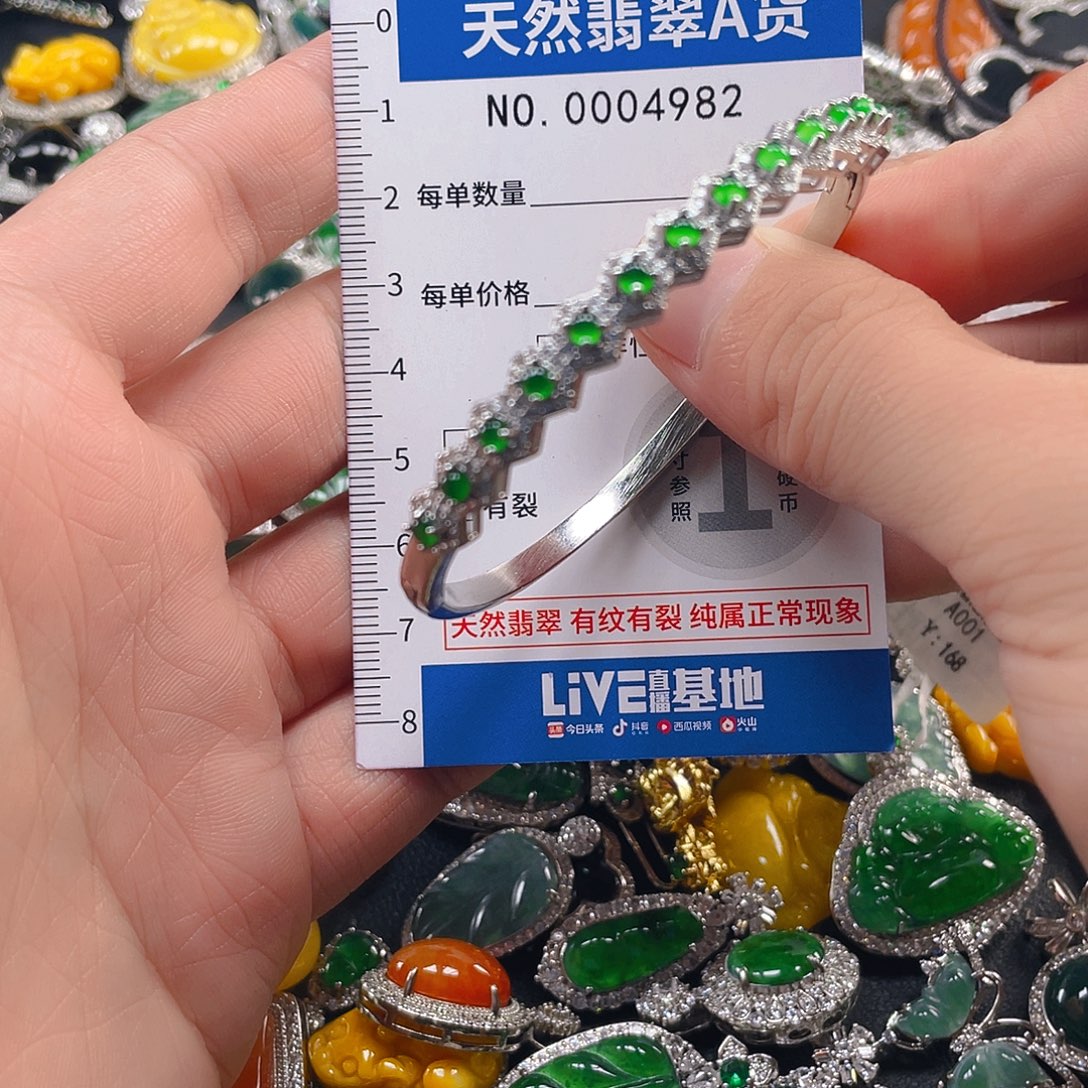 0
天然翡翠A货
1
NO. 0004982
2
每单数量
3
每单价格
4
5
有裂
寸参照
1
硬币
6
7
天然翡翠 有纹有裂 纯属正常现象
8
LiVE直播基地
今日头条 抖音 西瓜视频 火山
A001
Y:168